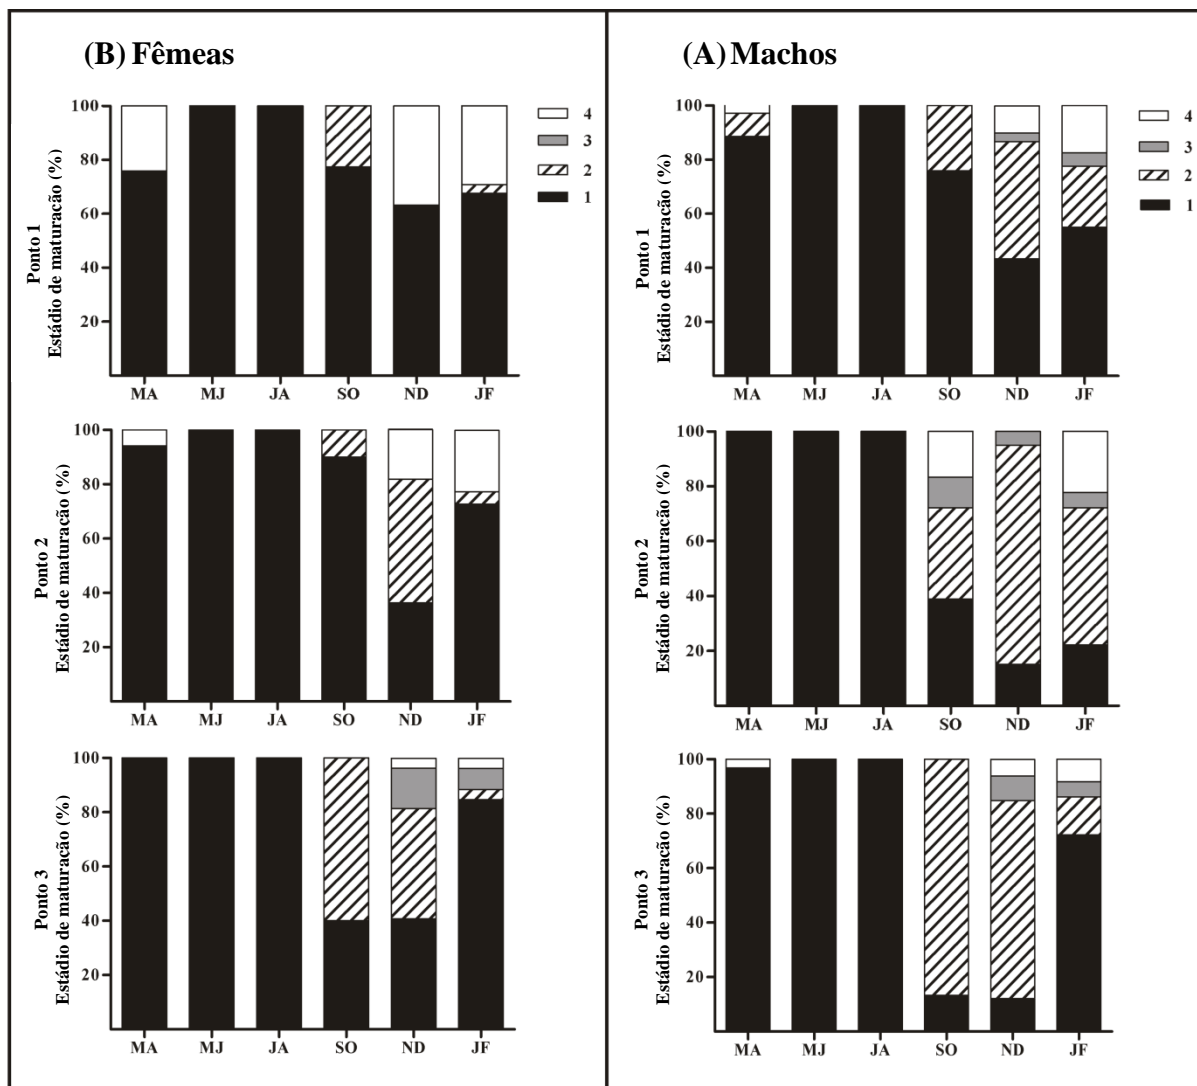 (B) Fêmeas
Ponto 1
Estádio de maturação (%)
100
80
60
40
20
MA MJ JA SO ND JF
4
3
2
1
Ponto 2
Estádio de maturação (%)
100
80
60
40
20
MA MJ JA SO ND JF
Ponto 3
Estádio de maturação (%)
100
80
60
40
20
MA MJ JA SO ND JF
(A) Machos
Ponto 1
Estádio de maturação (%)
100
80
60
40
20
MA MJ JA SO ND JF
4
3
2
1
Ponto 2
Estádio de maturação (%)
100
80
60
40
20
MA MJ JA SO ND JF
Ponto 3
Estádio de maturação (%)
100
80
60
40
20
MA MJ JA SO ND JF